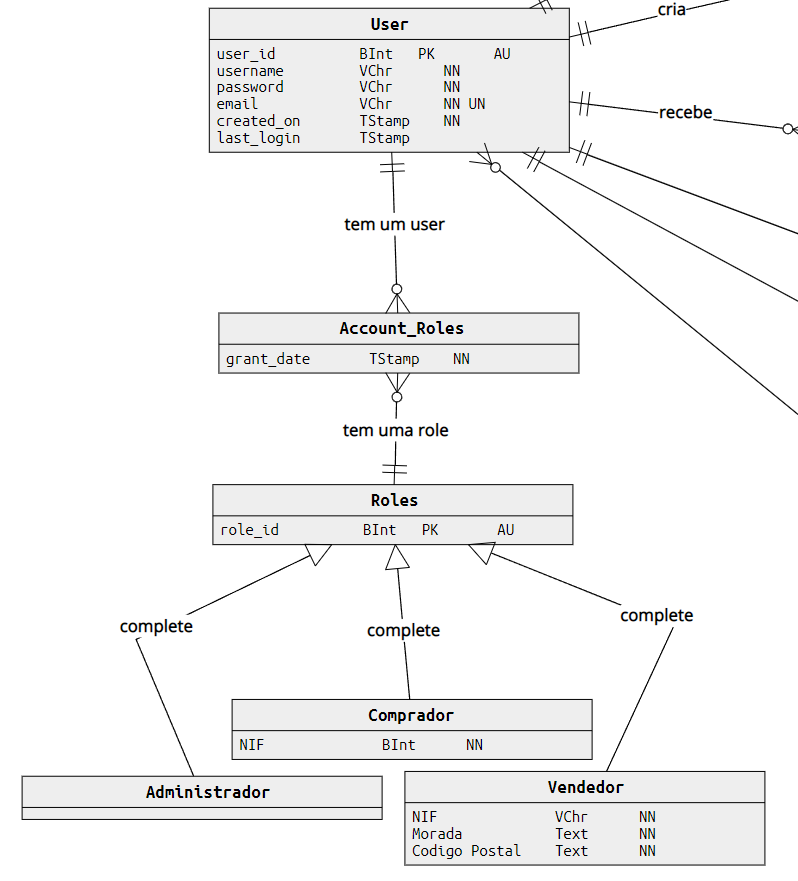 cria
User
user_id BInt PK AU
username VChr NN
password VChr NN
email VChr NN UN
created_on TStamp NN
last_login TStamp
recebe
tem um user
Account_Roles
grant_date TStamp NN
tem uma role
Roles
role_id BInt PK AU
complete
complete
complete
Comprador
NIF BInt NN
Administrador
Vendedor
NIF VChr NN
Morada Text NN
Codigo Postal Text NN